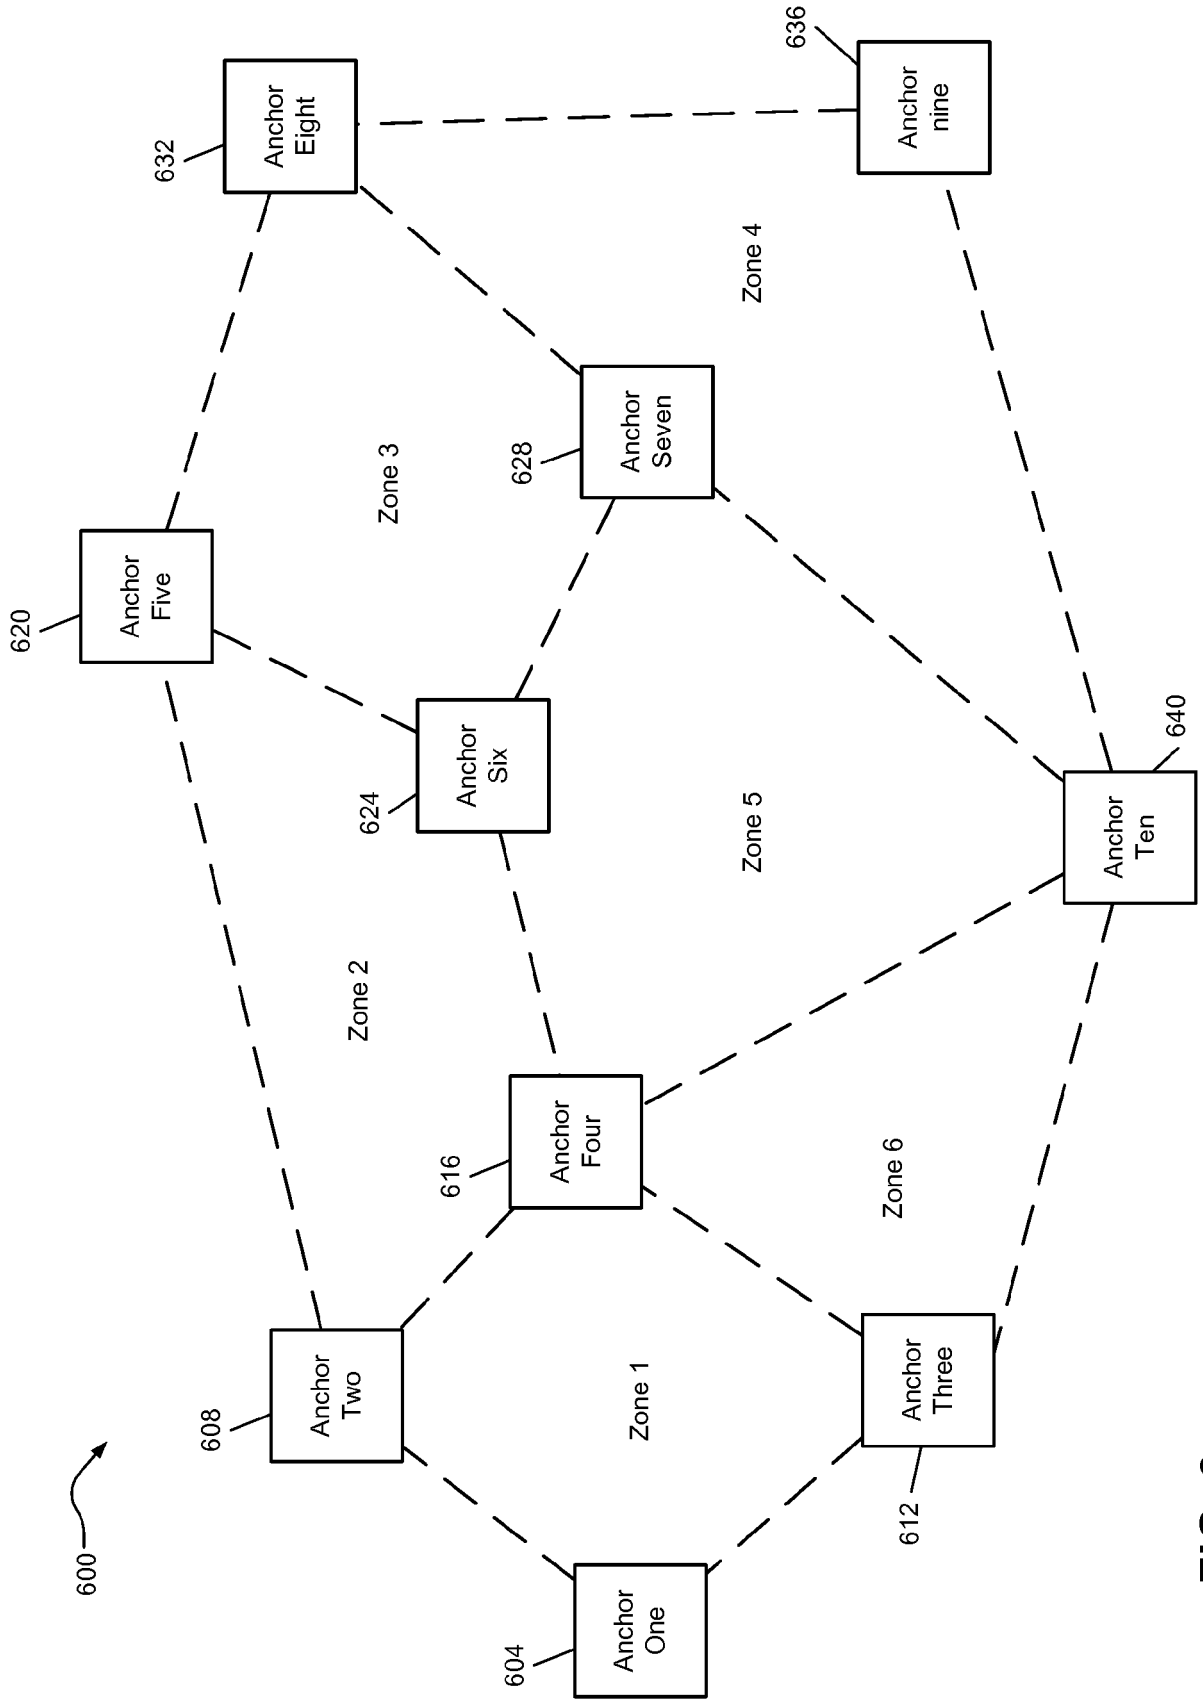 620
600
Anchor
Five
632
608
Anchor
Eight
Anchor
Two
Zone 2
624
Zone 3
616
Anchor
Six
604
628
Anchor
Four
Anchor
One
Anchor
Seven
Zone 1
Zone 5
Zone 4
636
Zone 6
612
Anchor
nine
Anchor
Three
Anchor
Ten
640